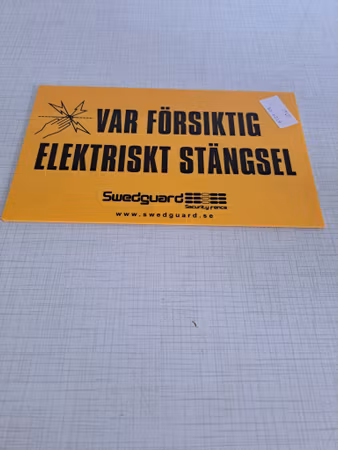 VAR FÖRSIKTIG
ELEKTRISKT STÄNGSEL
Swedguard
Security fence
www.swedguard.se